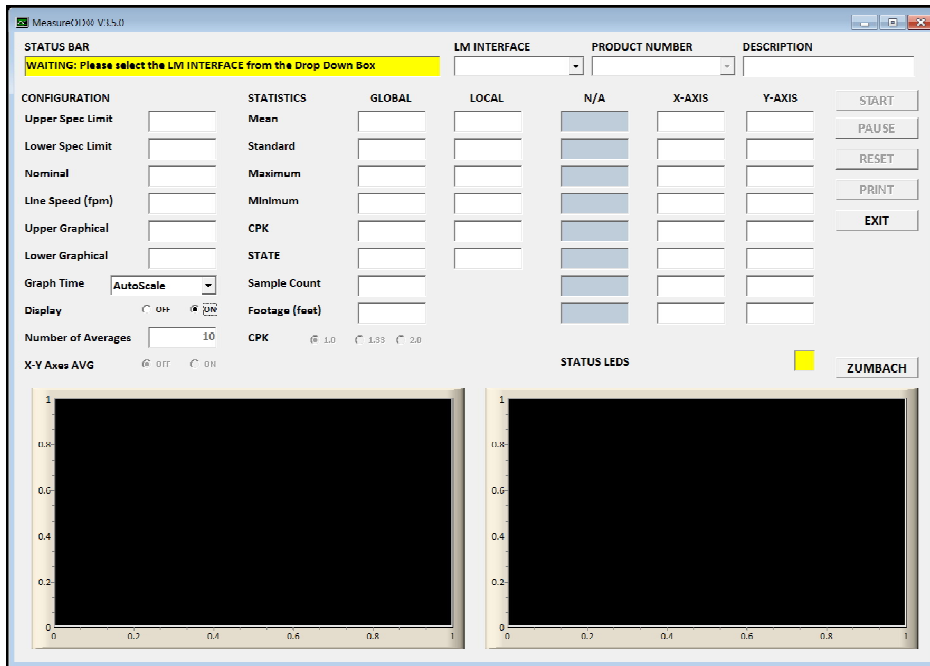 MeasureOD® V3.5.0
STATUS BAR LM INTERFACE PRODUCT NUMBER DESCRIPTION
WAITING: Please select the LM INTERFACE from the Drop Down Box
CONFIGURATION STATISTICS GLOBAL LOCAL N/A X-AXIS Y-AXIS START
Upper Spec Limit Mean
PAUSE
Lower Spec Limit Standard
RESET
Nominal Maximum
PRINT
Line Speed (fpm) Minimum
EXIT
Upper Graphical CPK
Lower Graphical STATE
Graph Time AutoScale Sample Count
Display OFF ON Footage (feet)
Number of Averages 10 CPK 1.0 1.33 2.0
X-Y Axes AVG OFF ON STATUS LEDS ZUMBACH
1
0.8
0.6
0.4
0.2
0
0 0.2 0.4 0.6 0.8 1
1
0.8
0.6
0.4
0.2
0
0 0.2 0.4 0.6 0.8 1